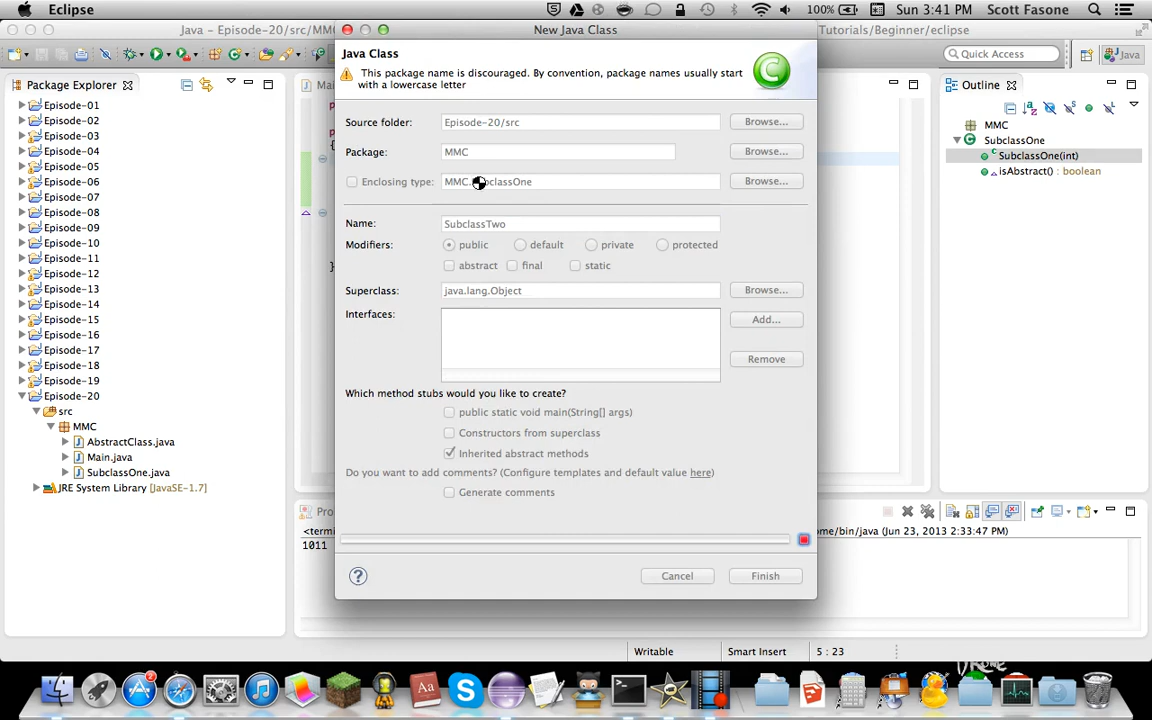 Eclipse
100%
Sun 3:41 PM
Scott Fasone
Java - Episode-20/src/MM
New Java Class
Tutorials/Beginner/eclipse
Quick Access
Java
Package Explorer
Episode-01
Episode-02
Episode-03
Episode-04
Episode-05
Episode-06
Episode-07
Episode-08
Episode-09
Episode-10
Episode-11
Episode-12
Episode-13
Episode-14
Episode-15
Episode-16
Episode-17
Episode-18
Episode-19
Episode-20
src
MMC
AbstractClass.java
Main.java
SubclassOne.java
JRE System Library [JavaSE-1.7]
Java Class
This package name is discouraged. By convention, package names usually start
with a lowercase letter
Source folder:
Episode-20/src
Browse...
Package:
MMC
Browse...
Enclosing type:
Browse...
Name:
SubclassTwo
Modifiers:
public
default
private
protected
abstract
final
static
Superclass:
java.lang.Object
Browse...
Interfaces:
Add...
Remove
Which method stubs would you like to create?
public static void main(String[] args)
Constructors from superclass
Inherited abstract methods
Do you want to add comments? (Configure templates and default value here)
Generate comments
?
Cancel
Finish
Outline
MMC
SubclassOne
SubclassOne(int)
isAbstract() : boolean
Pro
<termi
ome/bin/java (Jun 23, 2013 2:33:47 PM)
1011
Writable
Smart Insert
5 : 23